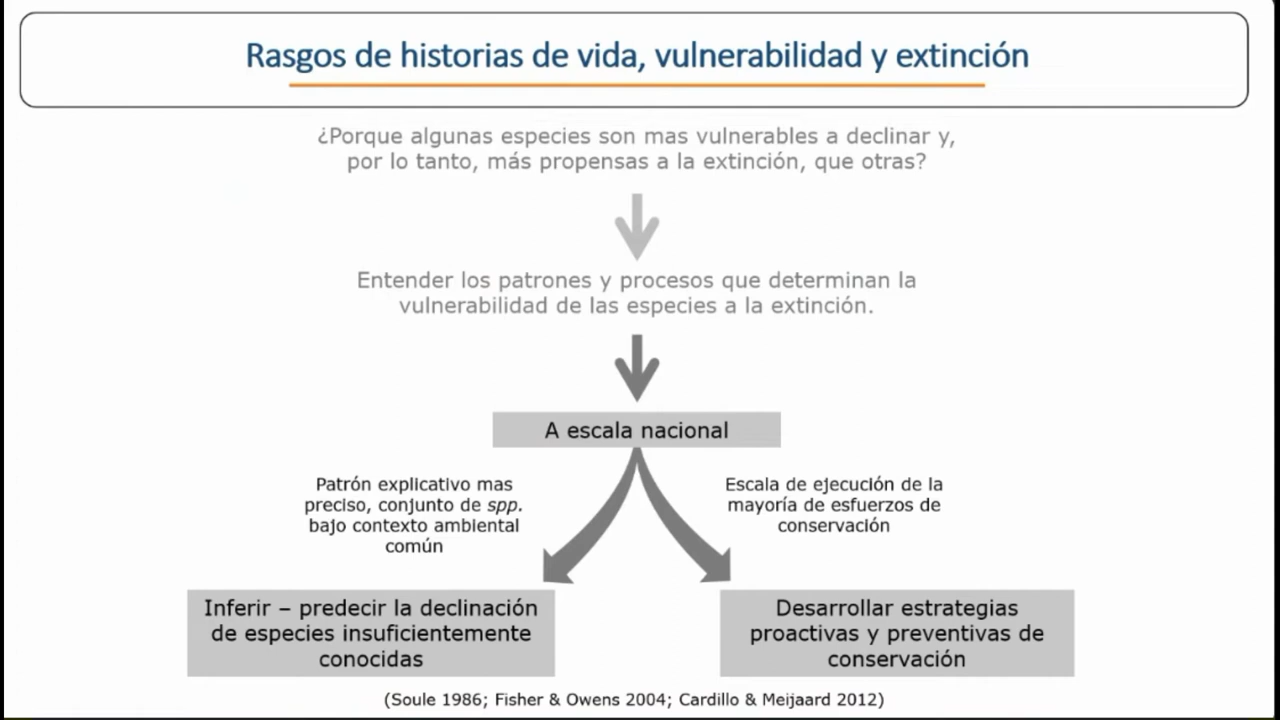 Rasgos de historias de vida, vulnerabilidad y extinción
¿Porque algunas especies son mas vulnerables a declinar y,
por lo tanto, más propensas a la extinción, que otras?
Entender los patrones y procesos que determinan la
vulnerabilidad de las especies a la extinción.
A escala nacional
Patrón explicativo mas
preciso, conjunto de spp.
bajo contexto ambiental
común
Escala de ejecución de la
mayoría de esfuerzos de
conservación
Inferir – predecir la declinación
de especies insuficientemente
conocidas
Desarrollar estrategias
proactivas y preventivas de
conservación
(Soule 1986; Fisher & Owens 2004; Cardillo & Meijaard 2012)